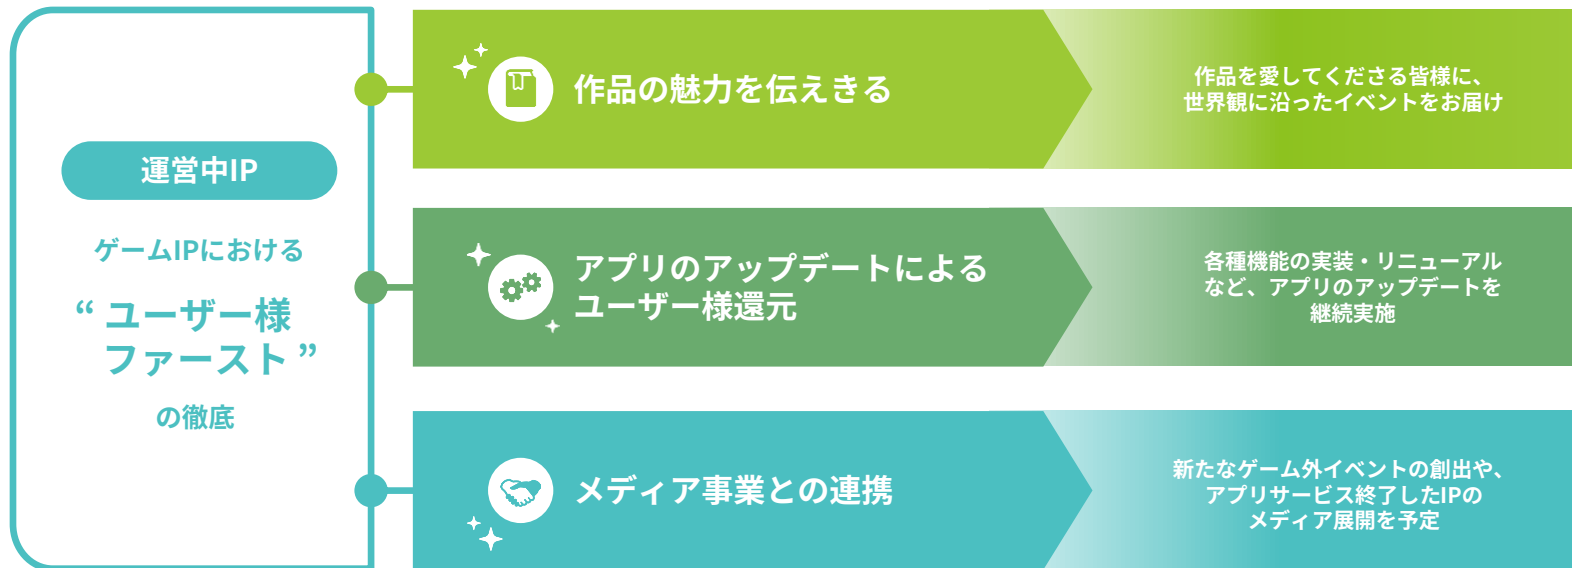 運営中IP
ゲームIPにおける
“ ユーザー様
ファースト ”
の徹底
作品の魅力を伝えきる
作品を愛してくださる皆様に、
世界観に沿ったイベントをお届け
アプリのアップデートによる
ユーザー様還元
各種機能の実装・リニューアル
など、アプリのアップデートを
継続実施
メディア事業との連携
新たなゲーム外イベントの創出や、
アプリサービス終了したIPの
メディア展開を予定